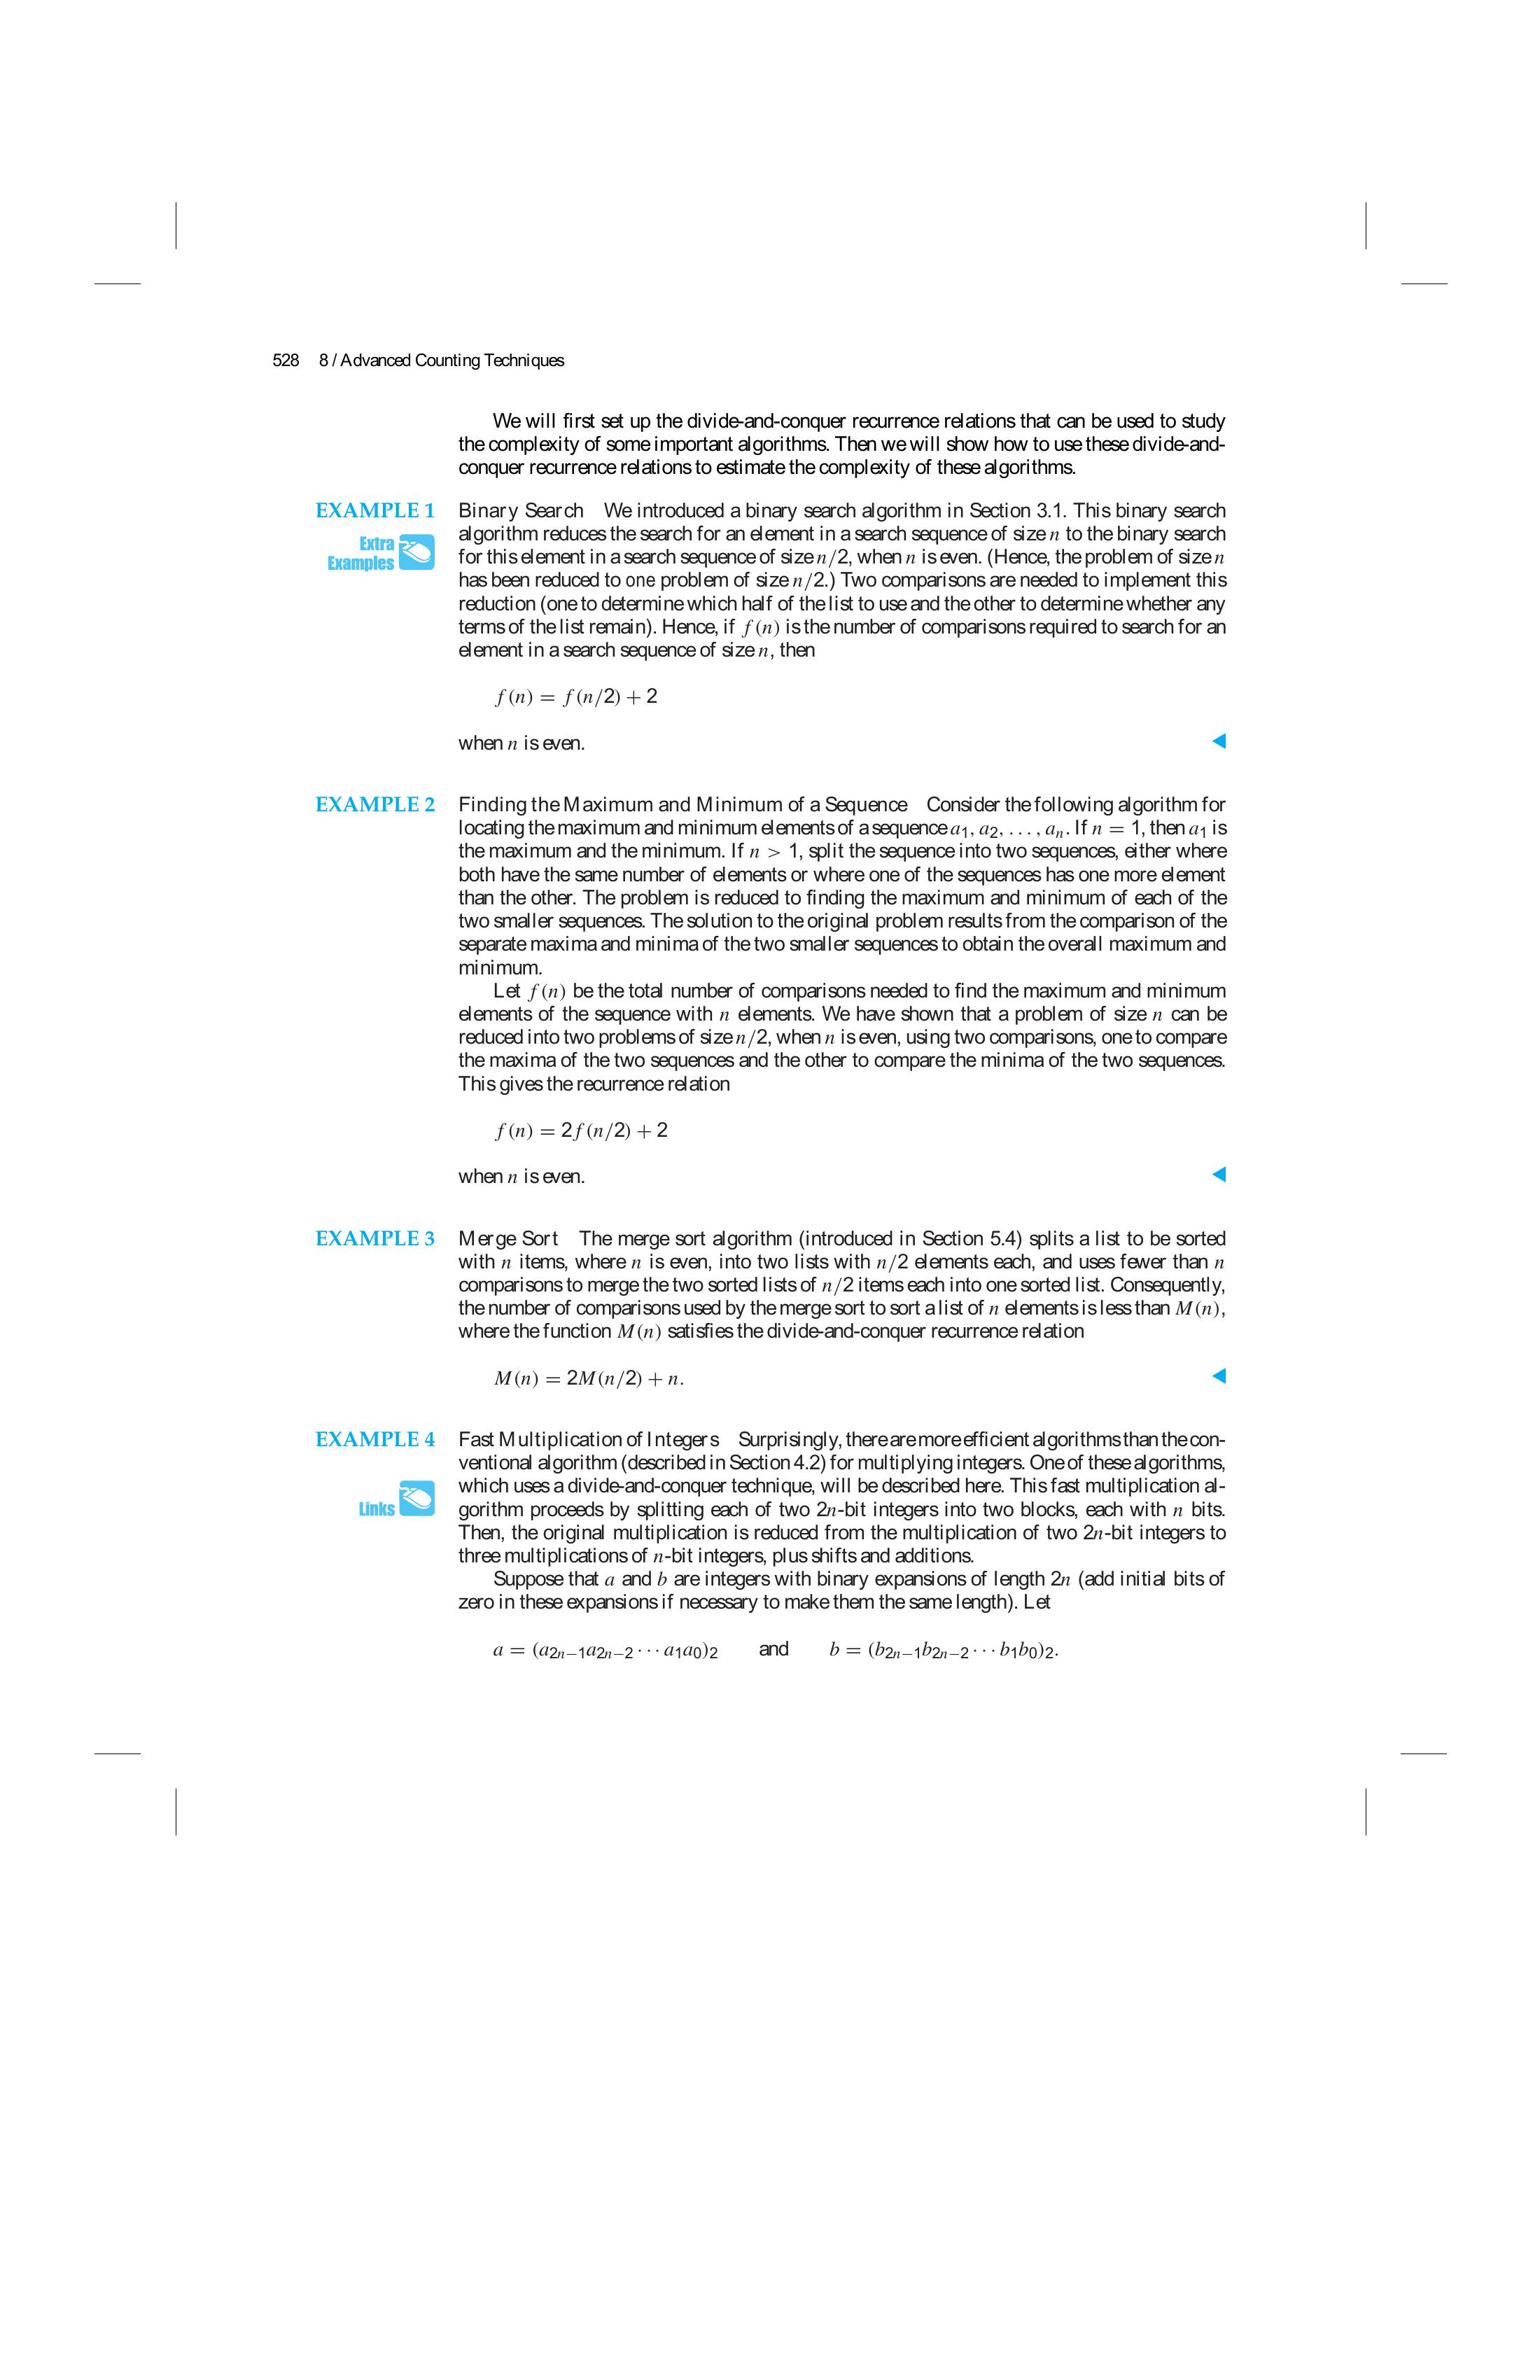 528 8 / Advanced Counting Techniques
We will first set up the divide-and-conquer recurrence relations that can be used to study
the complexity of some important algorithms. Then we will show how to use these divide-and-
conquer recurrence relations to estimate the complexity of these algorithms.
EXAMPLE 1 Binary Search We introduced a binary search algorithm in Section 3.1. This binary search
algorithm reduces the search for an element in a search sequence of size n to the binary search
Extra
Examples
for this element in a search sequence of size n/2, when n is even. (Hence, the problem of size n
has been reduced to one problem of size n/2.) Two comparisons are needed to implement this
reduction (one to determine which half of the list to use and the other to determine whether any
terms of the list remain). Hence, if f(n) is the number of comparisons required to search for an
element in a search sequence of size n, then
f(n) = f(n/2) + 2
when n is even.
EXAMPLE 2 Finding the Maximum and Minimum of a Sequence Consider the following algorithm for
locating the maximum and minimum elements of a sequence a₁, a₂, . . . , aₙ. If n = 1, then a₁ is
the maximum and the minimum. If n > 1, split the sequence into two sequences, either where
both have the same number of elements or where one of the sequences has one more element
than the other. The problem is reduced to finding the maximum and minimum of each of the
two smaller sequences. The solution to the original problem results from the comparison of the
separate maxima and minima of the two smaller sequences to obtain the overall maximum and
minimum.
Let f(n) be the total number of comparisons needed to find the maximum and minimum
elements of the sequence with n elements. We have shown that a problem of size n can be
reduced into two problems of size n/2, when n is even, using two comparisons, one to compare
the maxima of the two sequences and the other to compare the minima of the two sequences.
This gives the recurrence relation
f(n) = 2f(n/2) + 2
when n is even.
EXAMPLE 3 Merge Sort The merge sort algorithm (introduced in Section 5.4) splits a list to be sorted
with n items, where n is even, into two lists with n/2 elements each, and uses fewer than n
comparisons to merge the two sorted lists of n/2 items each into one sorted list. Consequently,
the number of comparisons used by the merge sort to sort a list of n elements is less than M(n),
where the function M(n) satisfies the divide-and-conquer recurrence relation
M(n) = 2M(n/2) + n.
EXAMPLE 4 Fast Multiplication of Integers Surprisingly, there are more efficient algorithms than the con-
ventional algorithm (described in Section 4.2) for multiplying integers. One of these algorithms,
which uses a divide-and-conquer technique, will be described here. This fast multiplication al-
Links
gorithm proceeds by splitting each of two 2n-bit integers into two blocks, each with n bits.
Then, the original multiplication is reduced from the multiplication of two 2n-bit integers to
three multiplications of n-bit integers, plus shifts and additions.
Suppose that a and b are integers with binary expansions of length 2n (add initial bits of
zero in these expansions if necessary to make them the same length). Let
a = (a₂ₙ₋₁a₂ₙ₋₂ · · · a₁a₀)₂ and b = (b₂ₙ₋₁b₂ₙ₋₂ · · · b₁b₀)₂.